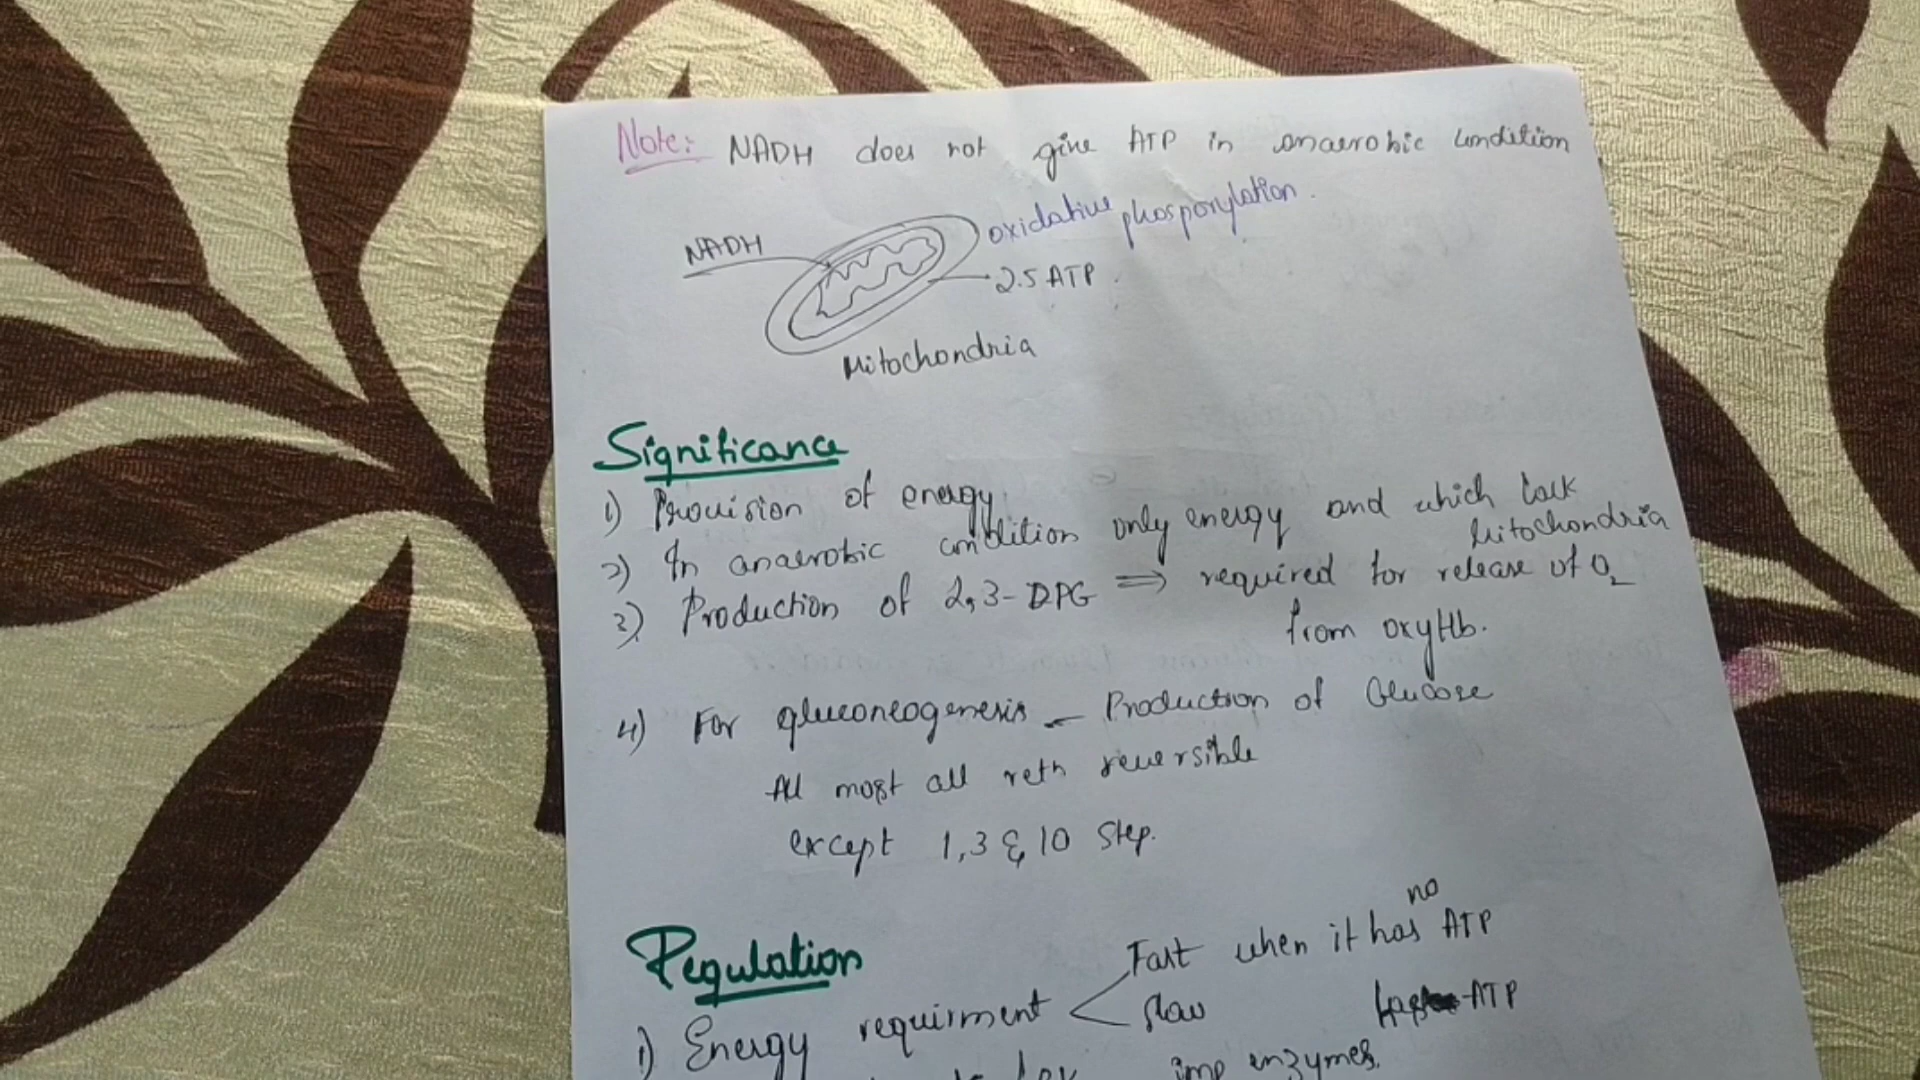 Note: NADH does not give ATP in anaerobic condition
oxidative phosporylation.
NADH
2.5 ATP
Mitochondria
Significance
1) Provision of energy
2) In anaerobic condition only energy and which lack
Mitochondria
3) Production of 2,3-DPG ⇒ required for release of O2
from oxyHb.
4) For gluconeogenesis - Production of Glucose
All most all retn reversible
except 1,3 & 10 step.
Regulation
no
Fast when it has ATP
1) Energy requirment
slow ATP
imp enzymes.